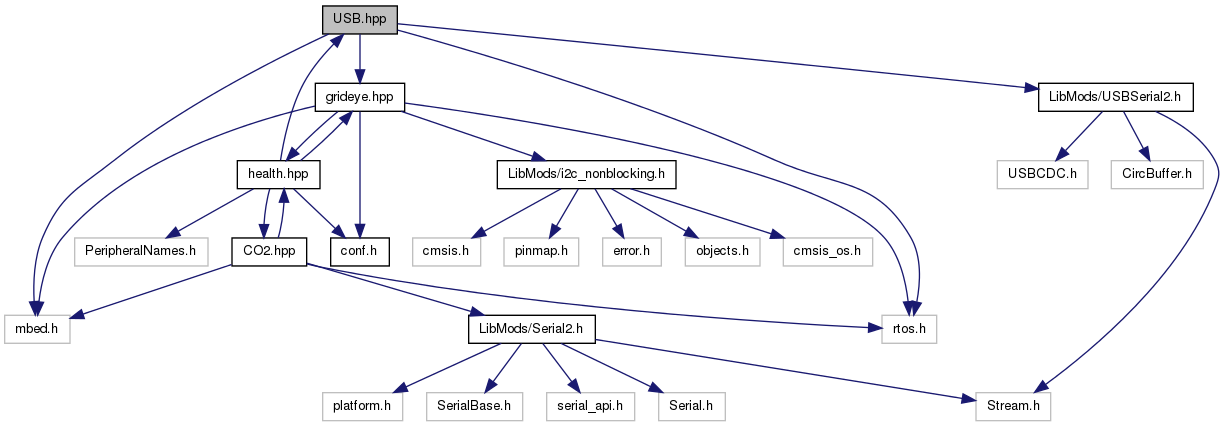 USB.hpp
grideye.hpp
LibMods/USBSerial2.h
health.hpp
LibMods/i2c_nonblocking.h
USBCDC.h
CircBuffer.h
PeripheralNames.h
CO2.hpp
conf.h
cmsis.h
pinmap.h
error.h
objects.h
cmsis_os.h
mbed.h
LibMods/Serial2.h
rtos.h
platform.h
SerialBase.h
serial_api.h
Serial.h
Stream.h